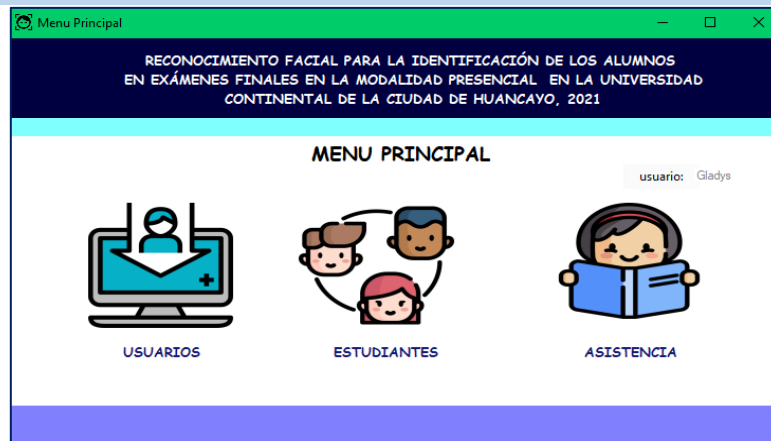 Menu Principal
RECONOCIMIENTO FACIAL PARA LA IDENTIFICACIÓN DE LOS ALUMNOS
EN EXÁMENES FINALES EN LA MODALIDAD PRESENCIAL EN LA UNIVERSIDAD
CONTINENTAL DE LA CIUDAD DE HUANCAYO, 2021
MENU PRINCIPAL
usuario: Gladys
USUARIOS ESTUDIANTES ASISTENCIA